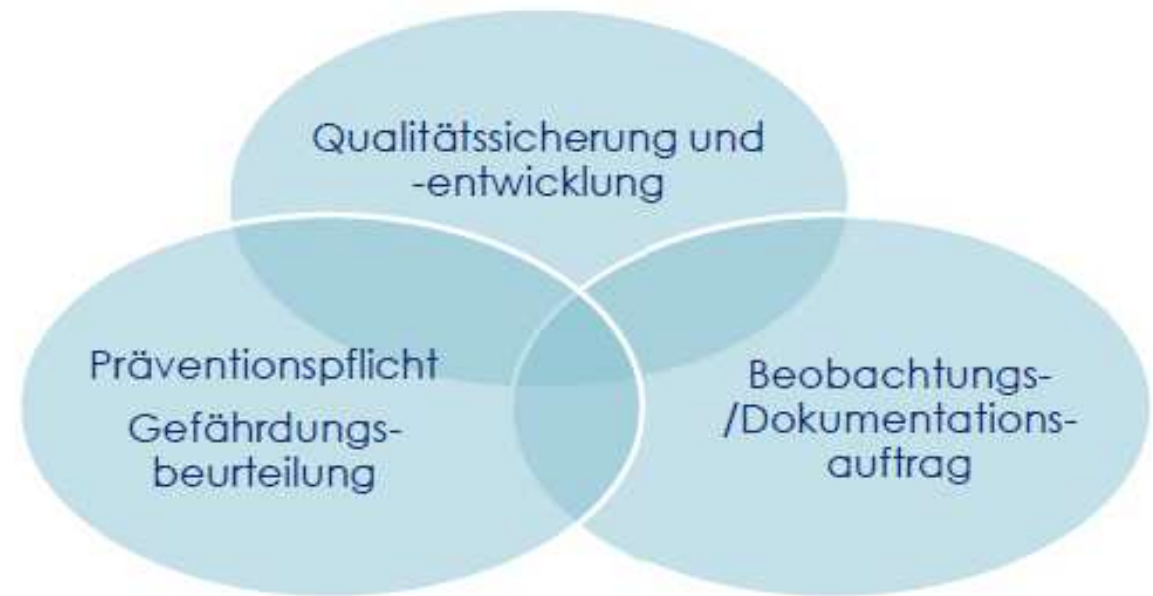 Qualitätssicherung und
-entwicklung
Präventionspflicht
Gefährdungs-
beurteilung
Beobachtungs-
/Dokumentations-
auftrag